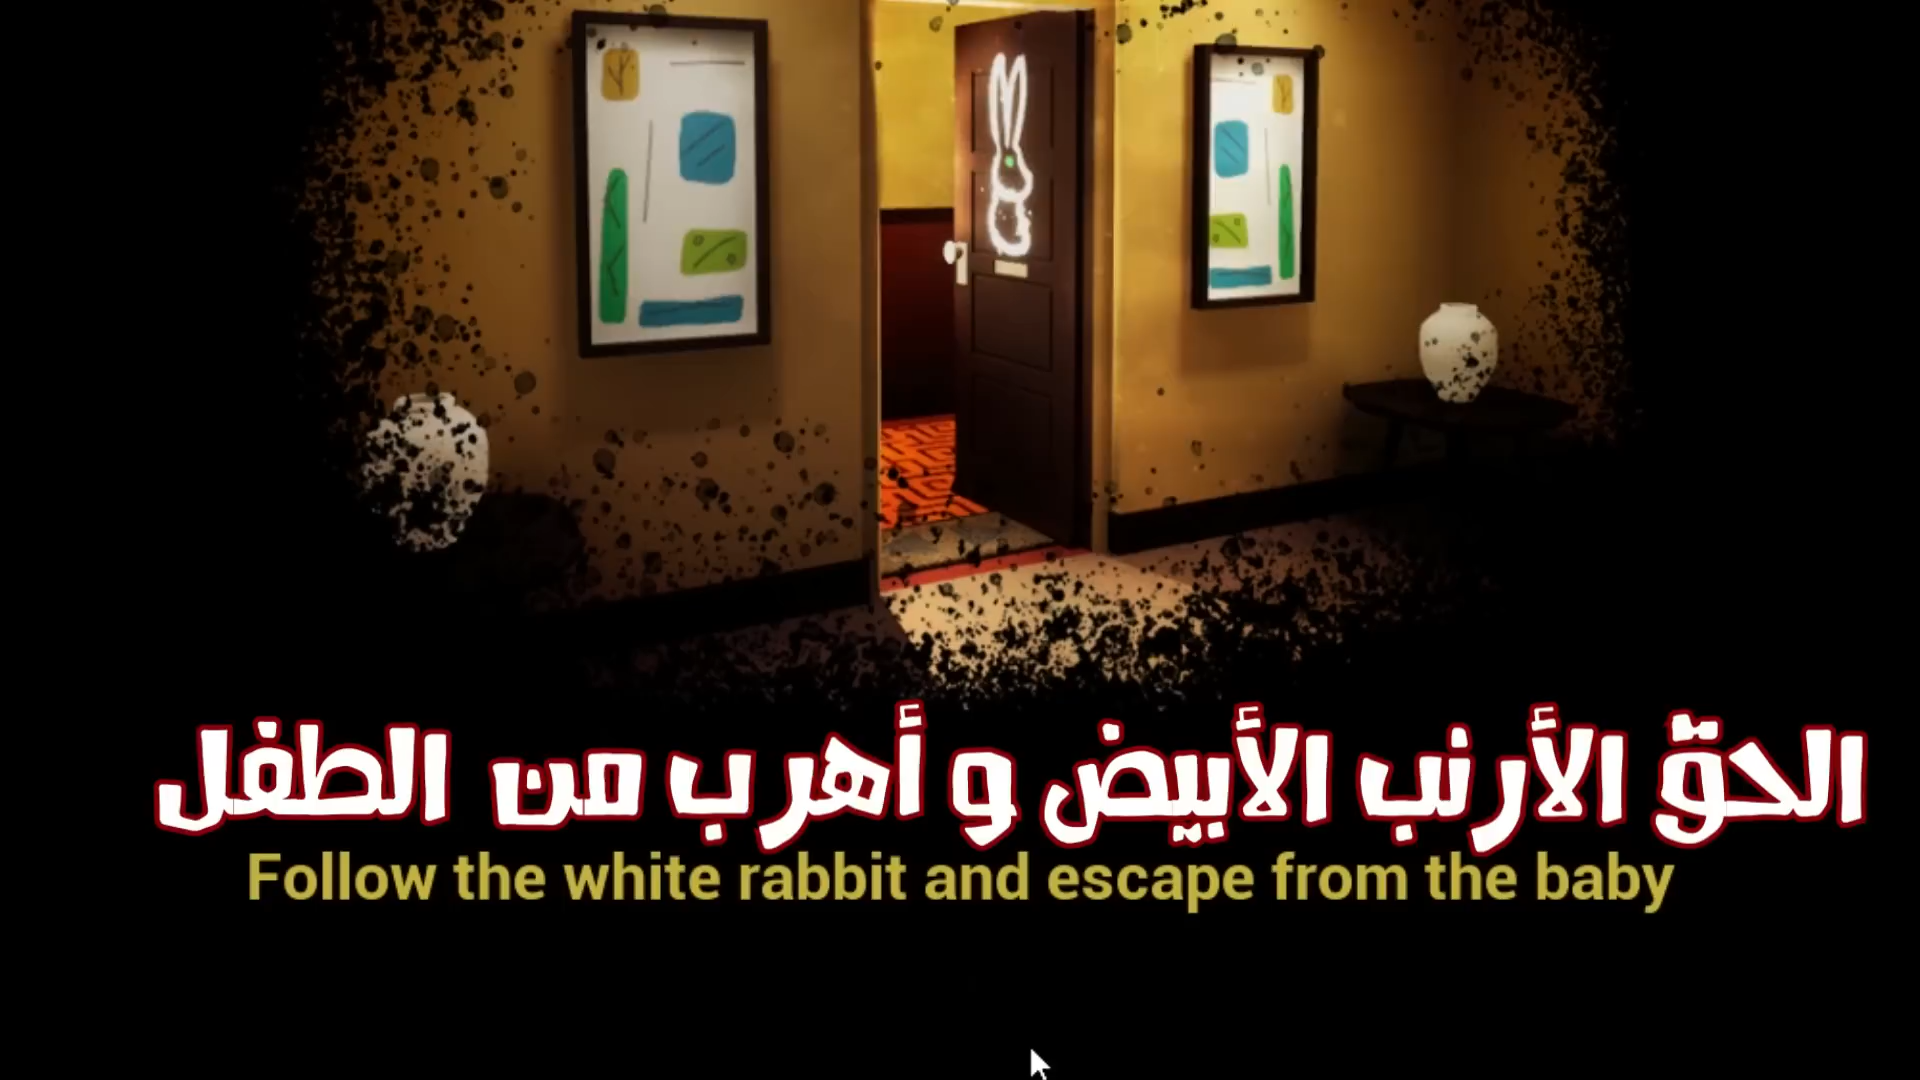 الحق الأرنب الأبيض و أهرب من الطفل
Follow the white rabbit and escape from the baby